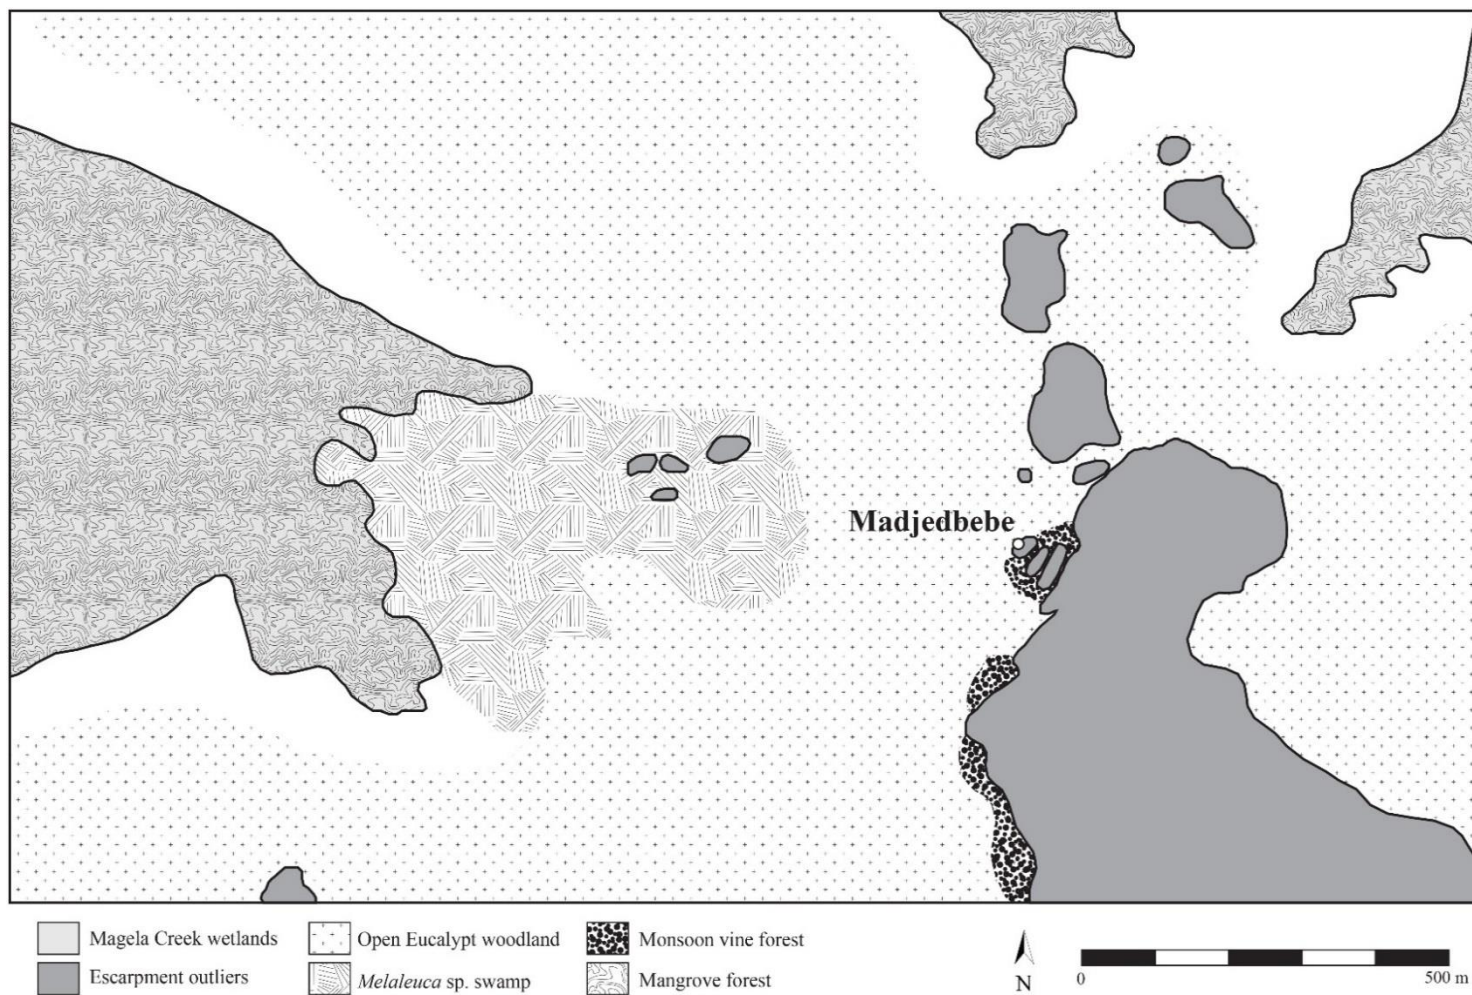 Madjedbebe
Magela Creek wetlands
Open Eucalypt woodland
Monsoon vine forest
Escarpment outliers
Melaleuca sp. swamp
Mangrove forest
N
0
500 m